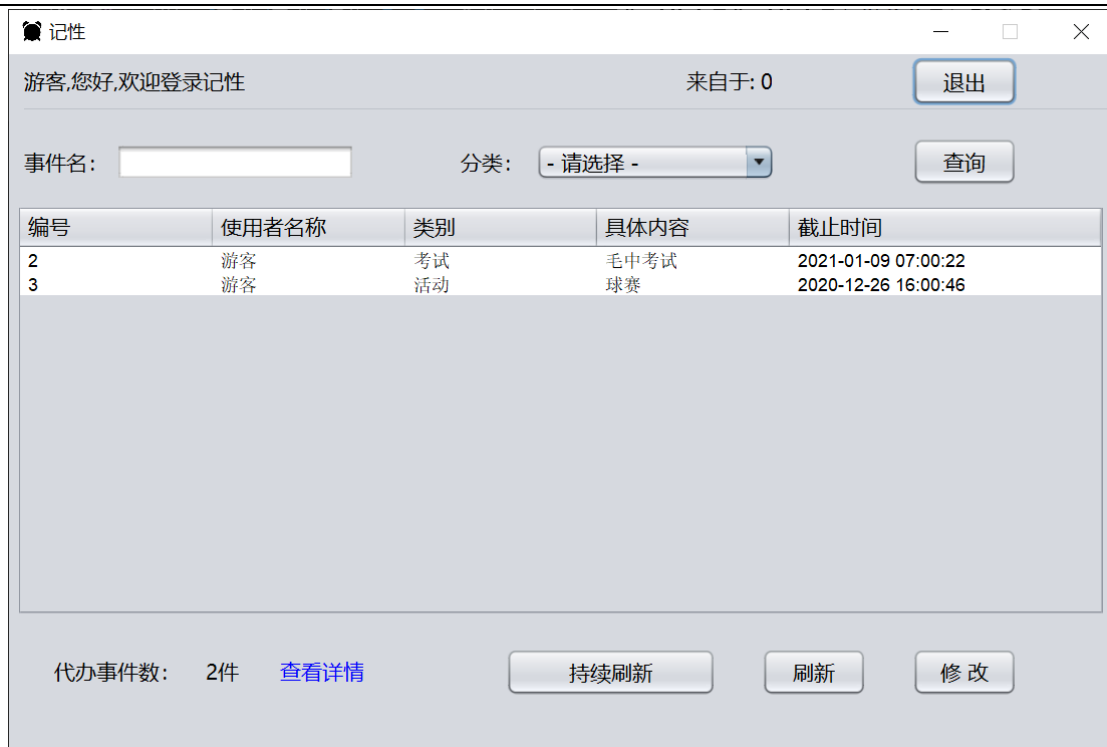 记性
游客,您好,欢迎登录记性 来自于: 0 退出
事件名： 分类： - 请选择 - 查询
编号 使用者名称 类别 具体内容 截止时间
2 游客 考试 毛中考试 2021-01-09 07:00:22
3 游客 活动 球赛 2020-12-26 16:00:46
代办事件数： 2件 查看详情 持续刷新 刷新 修 改